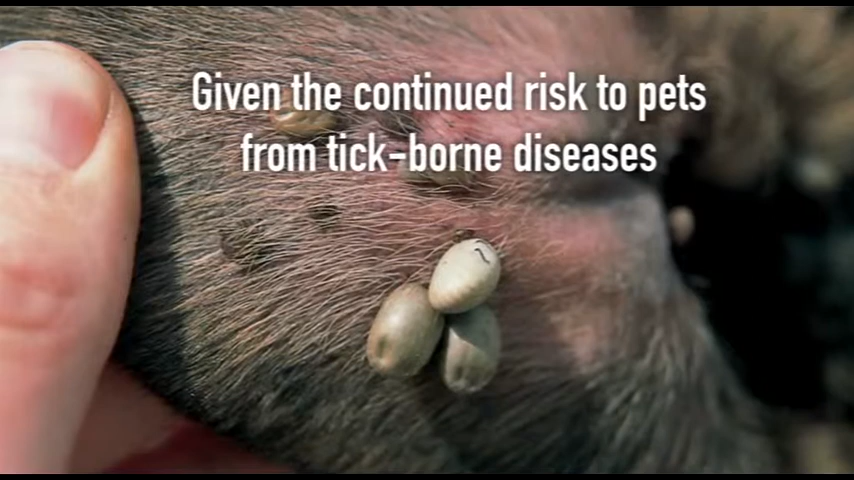 Given the continued risk to pets
from tick-borne diseases